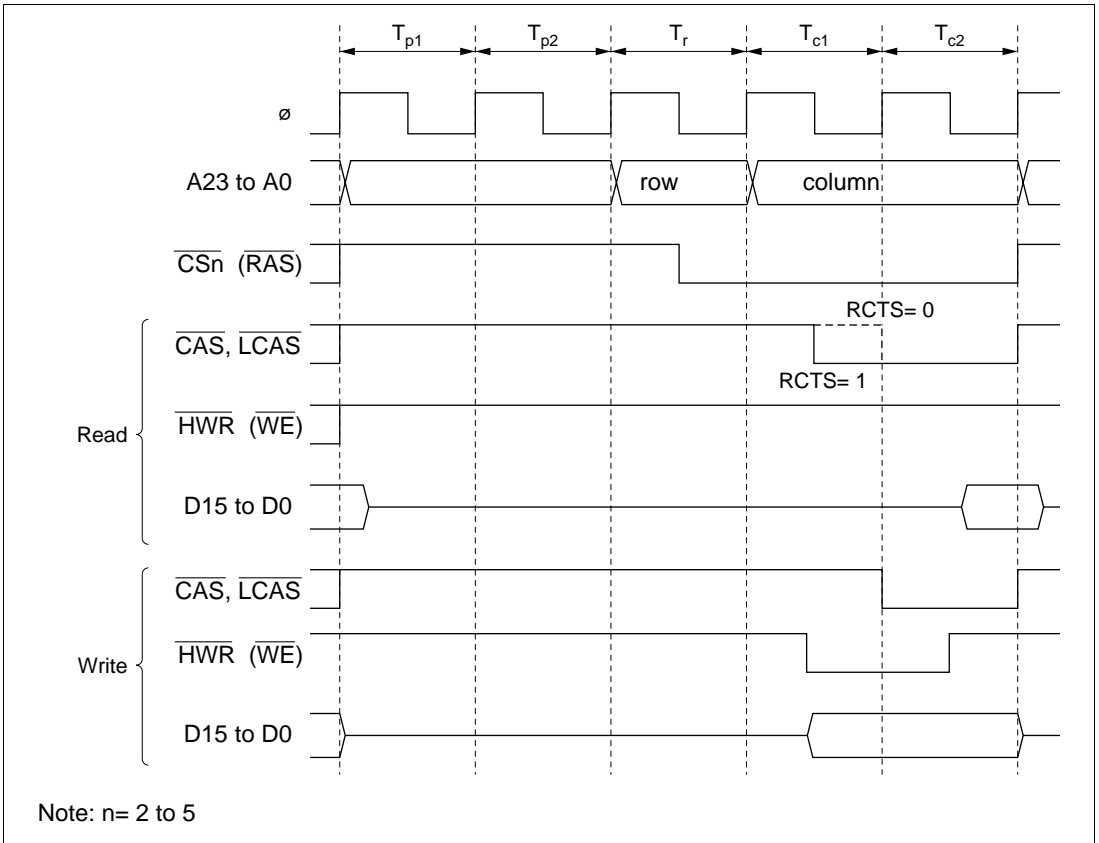 Tp1 Tp2 Tr Tc1 Tc2
ø
A23 to A0 row column
CSn (RAS)
RCTS= 0
CAS, LCAS
RCTS= 1
HWR (WE)
Read
D15 to D0
CAS, LCAS
HWR (WE)
Write
D15 to D0
Note: n= 2 to 5